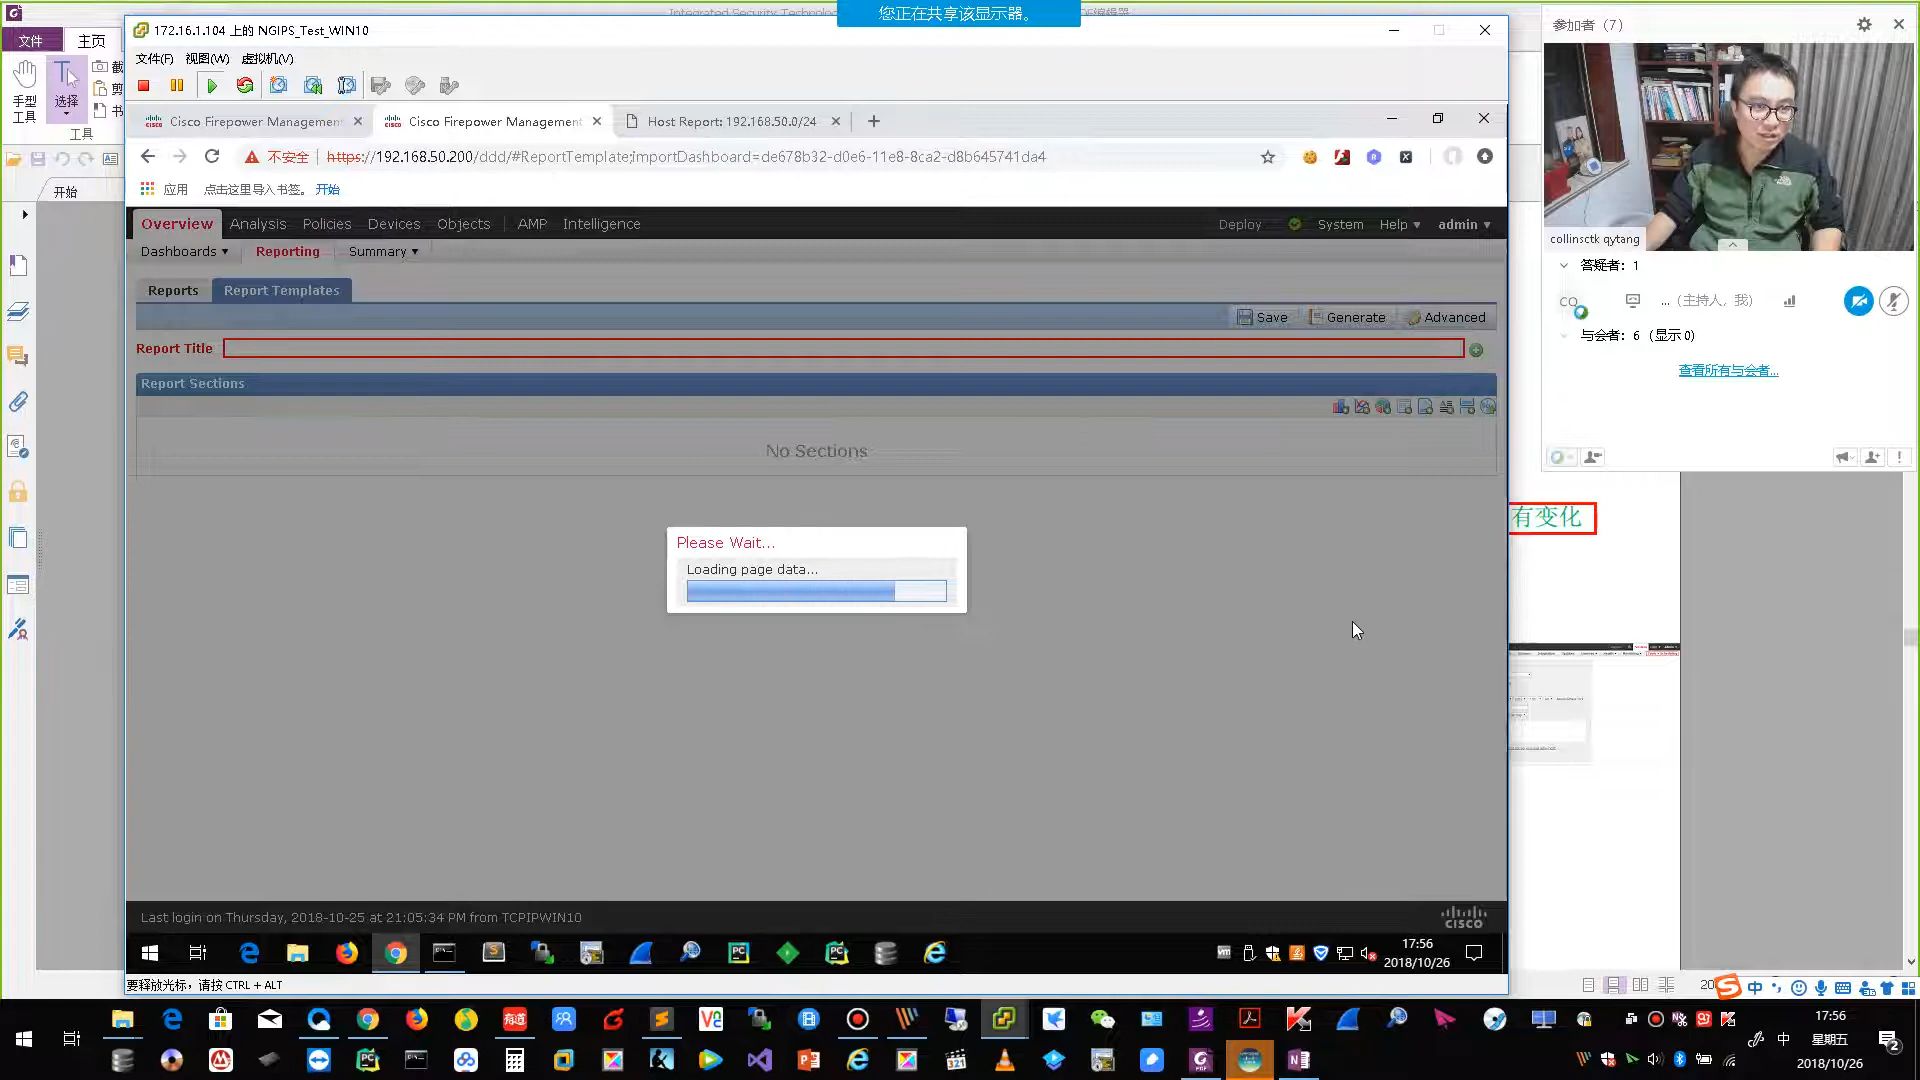 您正在共享该显示器。
文件
主页
手型
工具
选择
工具
开始
172.16.1.104 上的 NGIPS_Test_WIN10
文件(F) 视图(W) 虚拟机(V)
Cisco Firepower Management
Cisco Firepower Management
Host Report: 192.168.50.0/24
不安全 https://192.168.50.200/ddd/#ReportTemplate;importDashboard=de678b32-d0e6-11e8-8ca2-d8b645741da4
应用 点击这里导入书签。 开始
Overview Analysis Policies Devices Objects AMP Intelligence Deploy System Help admin
Dashboards Reporting Summary
Reports Report Templates
Save Generate Advanced
Report Title
Report Sections
No Sections
Please Wait...
Loading page data...
Last login on Thursday, 2018-10-25 at 21:05:34 PM from TCPIPWIN10
CISCO
17:56
2018/10/26
要释放光标，请按 CTRL + ALT
参加者 (7)
collinsctk qytang
答疑者: 1
CQ ... (主持人, 我)
与会者: 6 (显示 0)
查看所有与会者...
有变化
中
17:56
星期五
2018/10/26
中
2